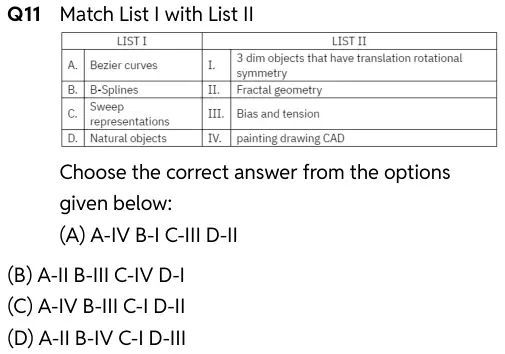 Q11 Match List I with List II
LIST I LIST II
A. Bezier curves I. 3 dim objects that have translation rotational
symmetry
B. B-Splines II. Fractal geometry
C. Sweep
representations III. Bias and tension
D. Natural objects IV. painting drawing CAD
Choose the correct answer from the options
given below:
(A) A-IV B-I C-III D-II
(B) A-II B-III C-IV D-I
(C) A-IV B-III C-I D-II
(D) A-II B-IV C-I D-III